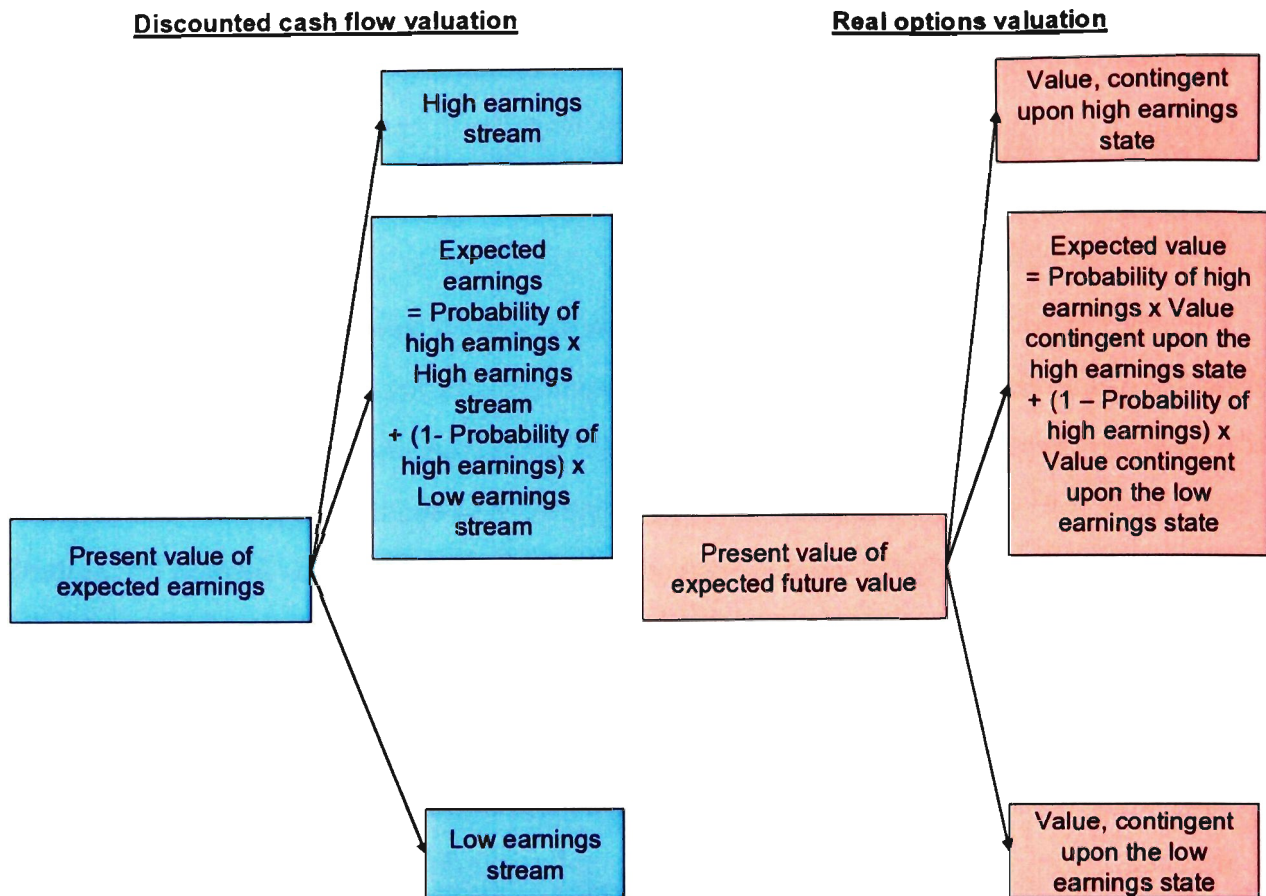 Discounted cash flow valuation
High earnings
stream
Expected
earnings
= Probability of
high earnings x
High earnings
stream
+ (1- Probability of
high earnings) x
Low earnings
stream
Present value of
expected earnings
Low earnings
stream
Real options valuation
Value, contingent
upon high earnings
state
Expected value
= Probability of high
earnings x Value
contingent upon the
high earnings state
+ (1 – Probability of
high earnings) x
Value contingent
upon the low
earnings state
Present value of
expected future value
Value, contingent
upon the low
earnings state